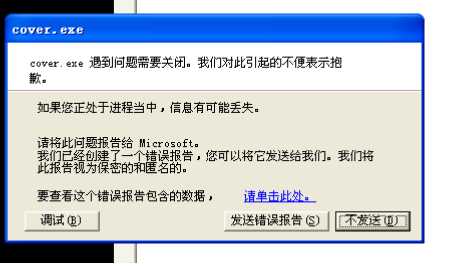 cover.exe
cover.exe 遇到问题需要关闭。我们对此引起的不便表示抱
歉。
如果您正处于进程当中，信息有可能丢失。
请将此问题报告给 Microsoft。
我们已经创建了一个错误报告，您可以将它发送给我们。我们将
此报告视为保密的和匿名的。
要查看这个错误报告包含的数据， 请单击此处。
调试(B) 发送错误报告(S) 不发送(D)